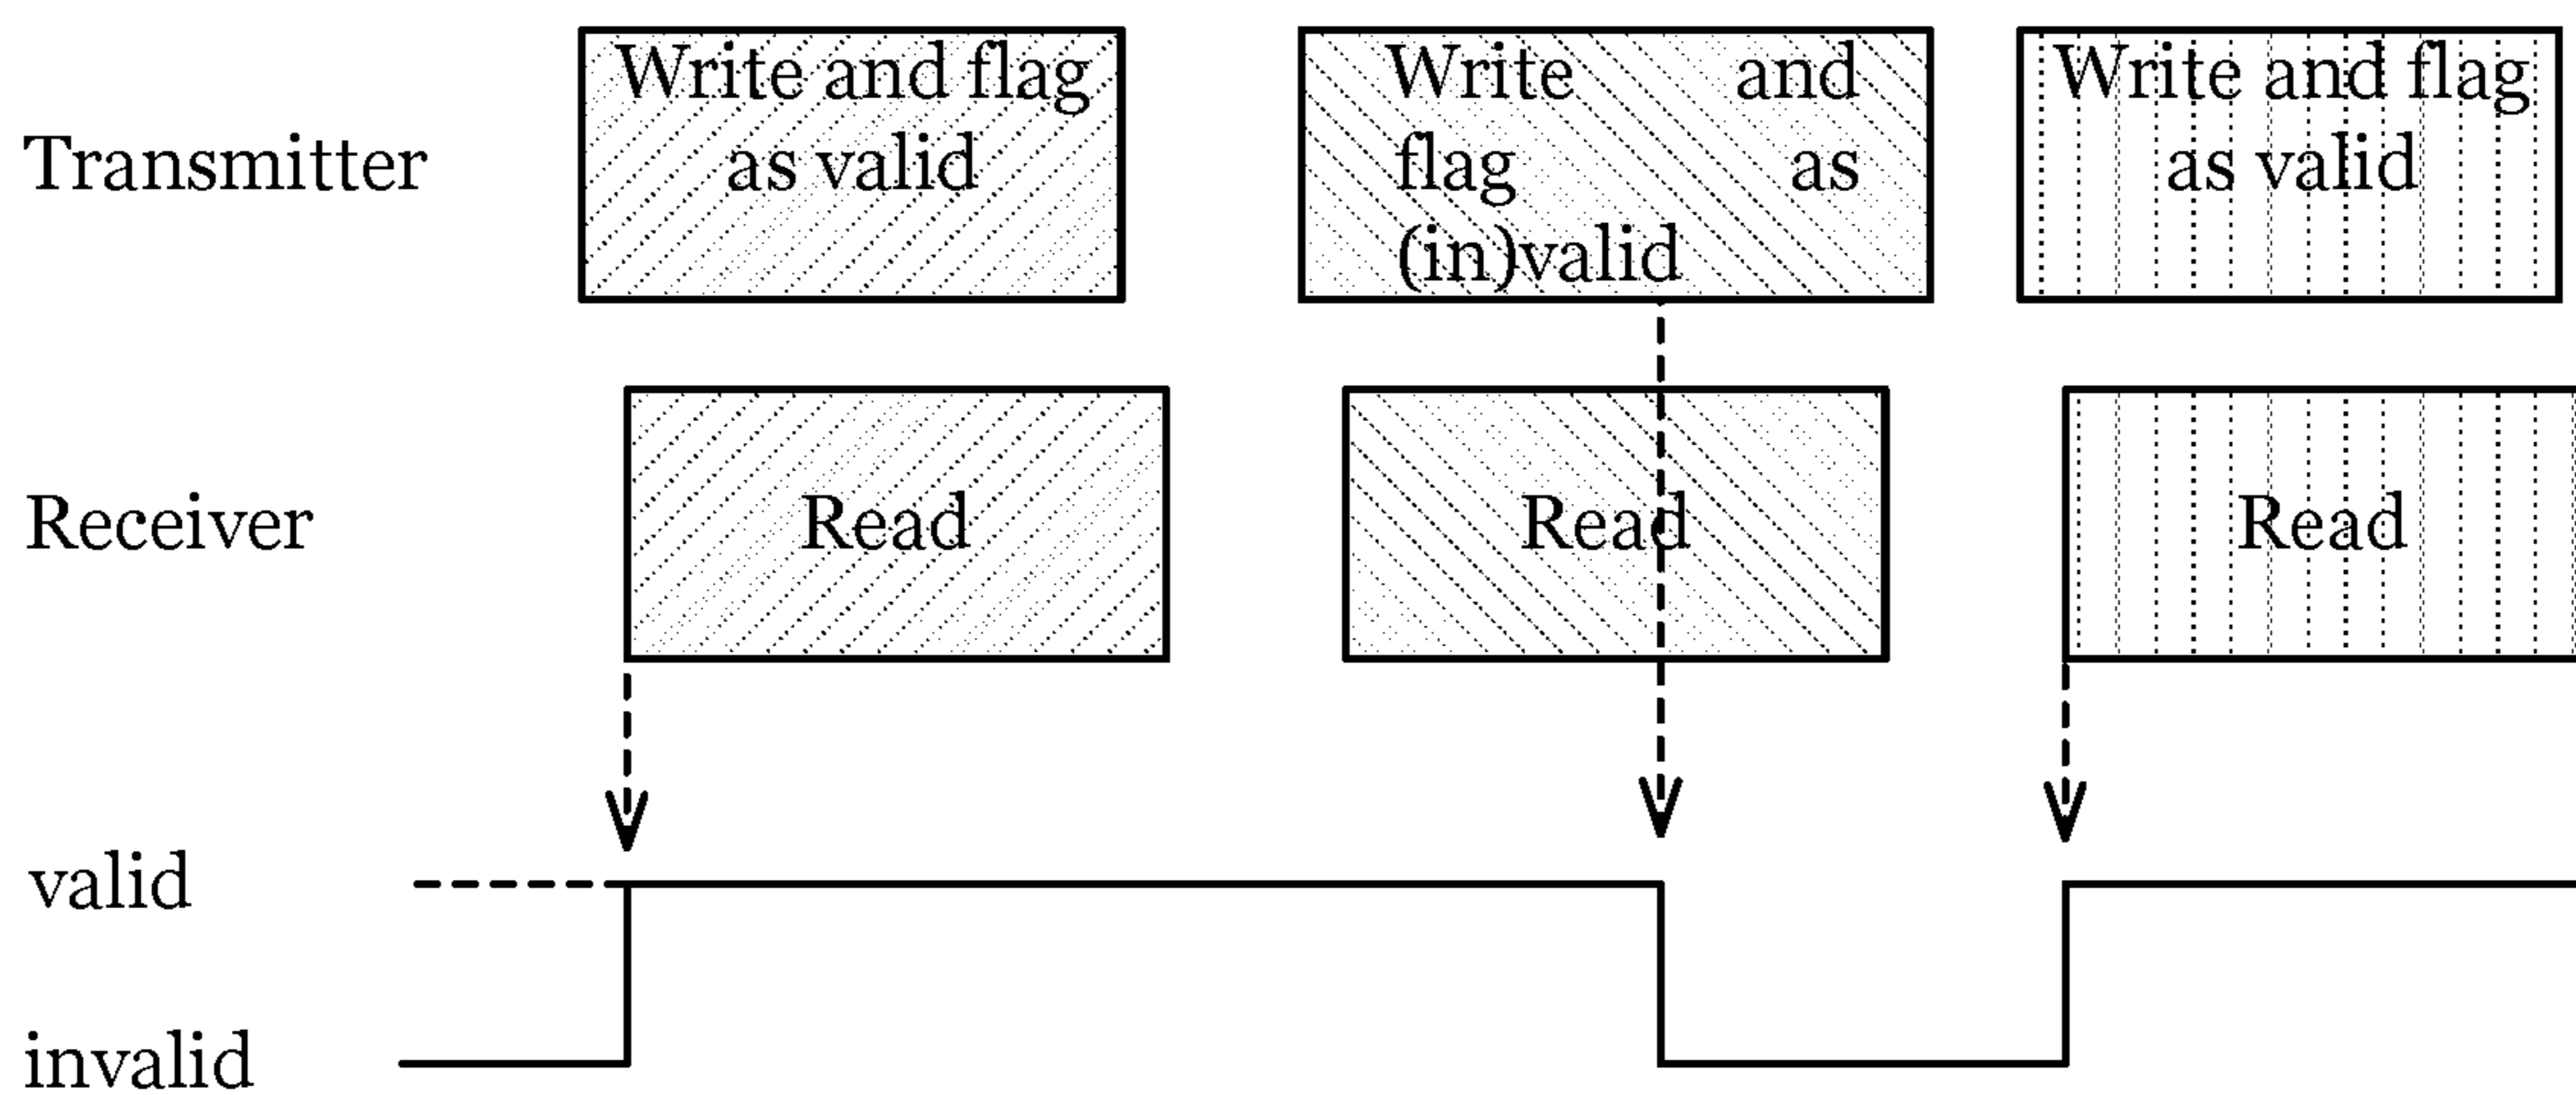 Transmitter
Write and flag
as valid
Write and
flag as
(in)valid
Write and flag
as valid
Receiver
Read
Read
Read
valid
invalid